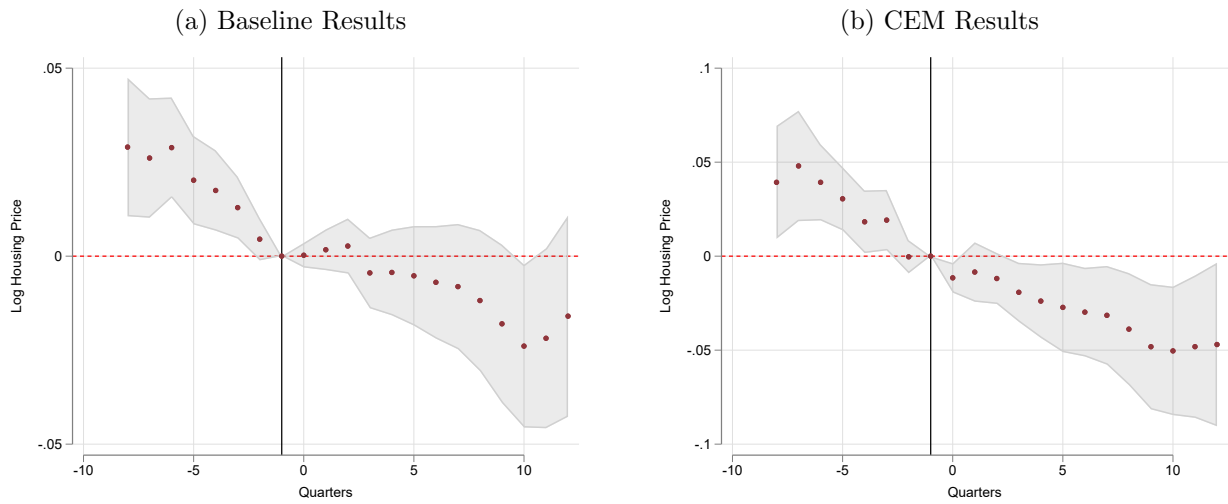 (a) Baseline Results
.05
0
-.05
Log Housing Price
-10 -5 0 5 10
Quarters
(b) CEM Results
.1
.05
0
-.05
-.1
Log Housing Price
-10 -5 0 5 10
Quarters